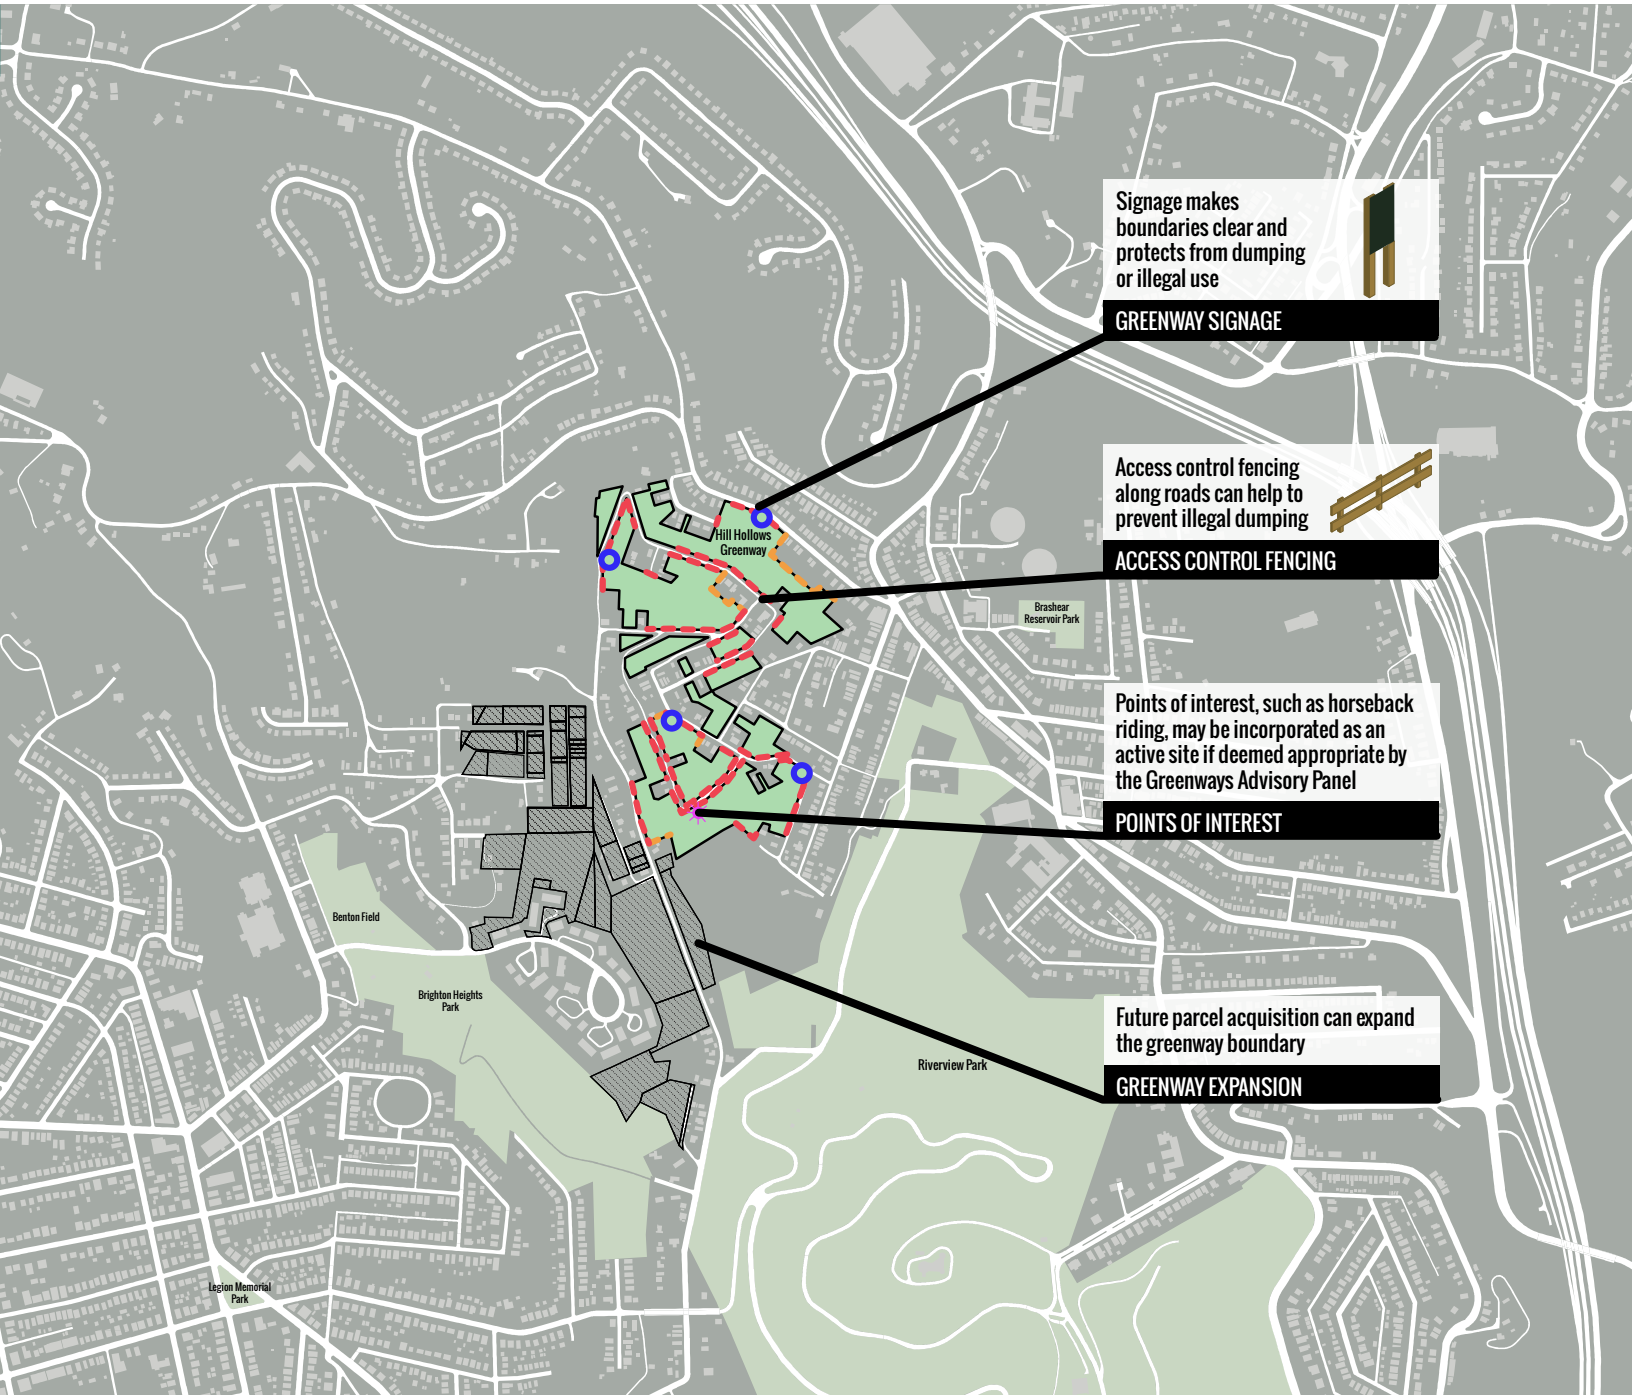 Signage makes
boundaries clear and
protects from dumping
or illegal use
GREENWAY SIGNAGE
Access control fencing
along roads can help to
prevent illegal dumping
ACCESS CONTROL FENCING
Hill Hollows
Greenway
Brashear
Reservoir Park
Points of interest, such as horseback
riding, may be incorporated as an
active site if deemed appropriate by
the Greenways Advisory Panel
POINTS OF INTEREST
Benton Field
Brighton Heights
Park
Riverview Park
Future parcel acquisition can expand
the greenway boundary
GREENWAY EXPANSION
Legion Memorial
Park